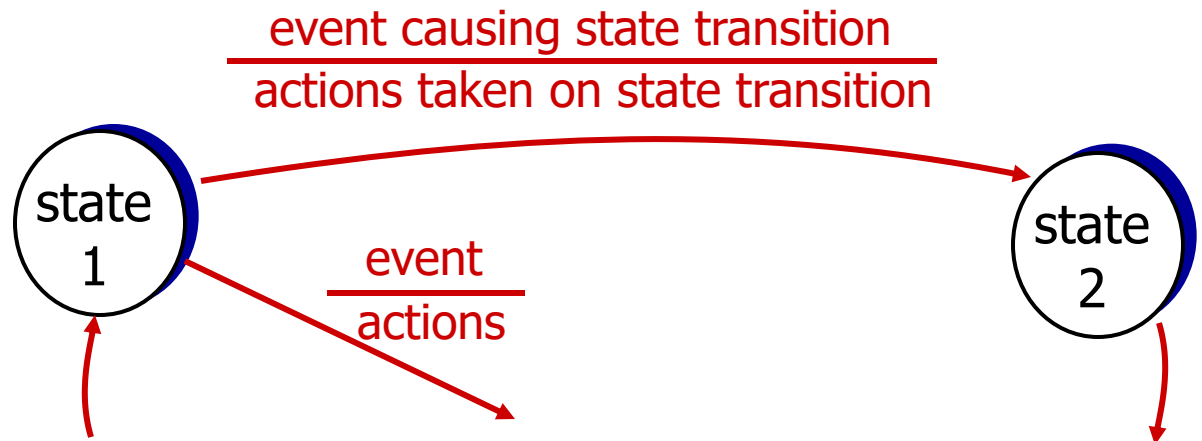 event causing state transition
actions taken on state transition
state
1
event
actions
state
2